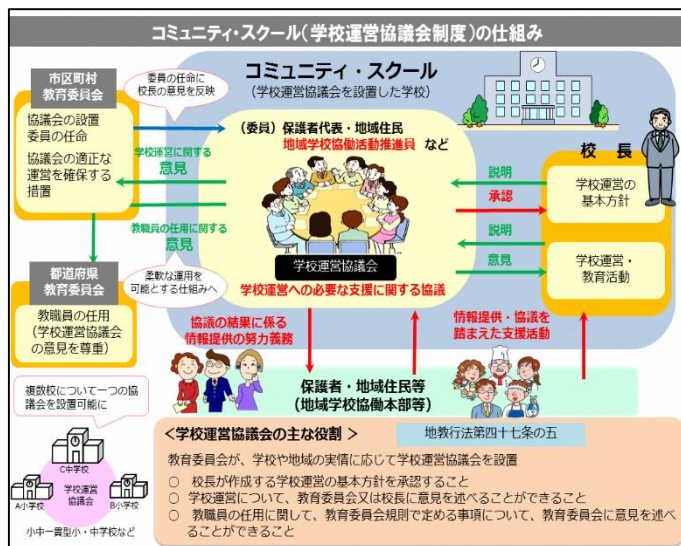 コミュニティ・スクール(学校運営協議会制度)の仕組み
市区町村
教育委員会
協議会の設置
委員の任命
協議会の適正な
運営を確保する
措置
委員の任命に
校長の意見を反映
学校運営に関する
意見
教職員の任用に関する
意見
都道府県
教育委員会
教職員の任用
(学校運営協議会
の意見を尊重)
柔軟な運用を
可能とする仕組みへ
コミュニティ・スクール
(学校運営協議会を設置した学校)
(委員)保護者代表・地域住民
地域学校協働活動推進員 など
学校運営協議会
学校運営への必要な支援に関する協議
校 長
説明
承認
学校運営の
基本方針
説明
意見
学校運営・
教育活動
協議の結果に係る
情報提供の努力義務
情報提供・協議を
踏まえた支援活動
保護者・地域住民等
(地域学校協働本部等)
複数校について一つの協
議会を設置可能に
C中学校
学校運営
協議会
A小学校
B小学校
小中一貫型小・中学校など
<学校運営協議会の主な役割 >
地教行法第四十七条の五
教育委員会が、学校や地域の実情に応じて学校運営協議会を設置
○ 校長が作成する学校運営の基本方針を承認すること
○ 学校運営について、教育委員会又は校長に意見を述べることができること
○ 教職員の任用に関して、教育委員会規則で定める事項について、教育委員会に意見を述べ
ることができること